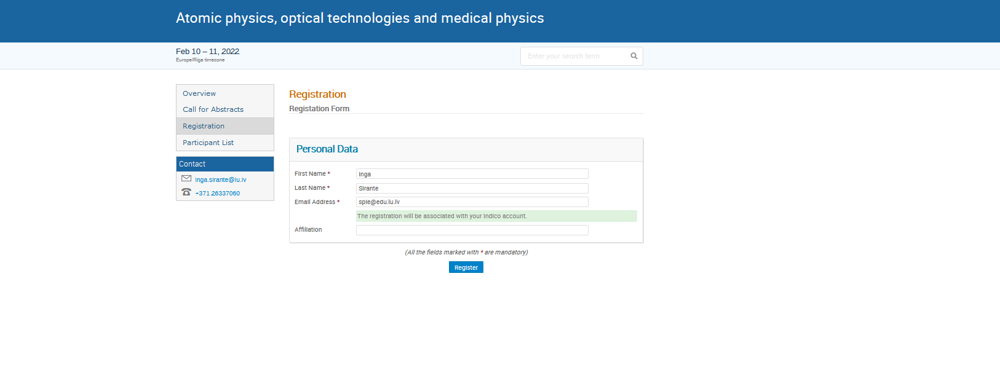 Atomic physics, optical technologies and medical physics
Feb 10 – 11, 2022
Europe/Riga timezone
Enter your search term
Overview
Call for Abstracts
Registration
Participant List
Contact
inga.sirante@lu.lv
+371 26337060
Registration
Registation Form
Personal Data
First Name *
Inga
Last Name *
Sirante
Email Address *
spie@edu.lu.lv
The registration will be associated with your Indico account.
Affiliation
(All the fields marked with * are mandatory)
Register